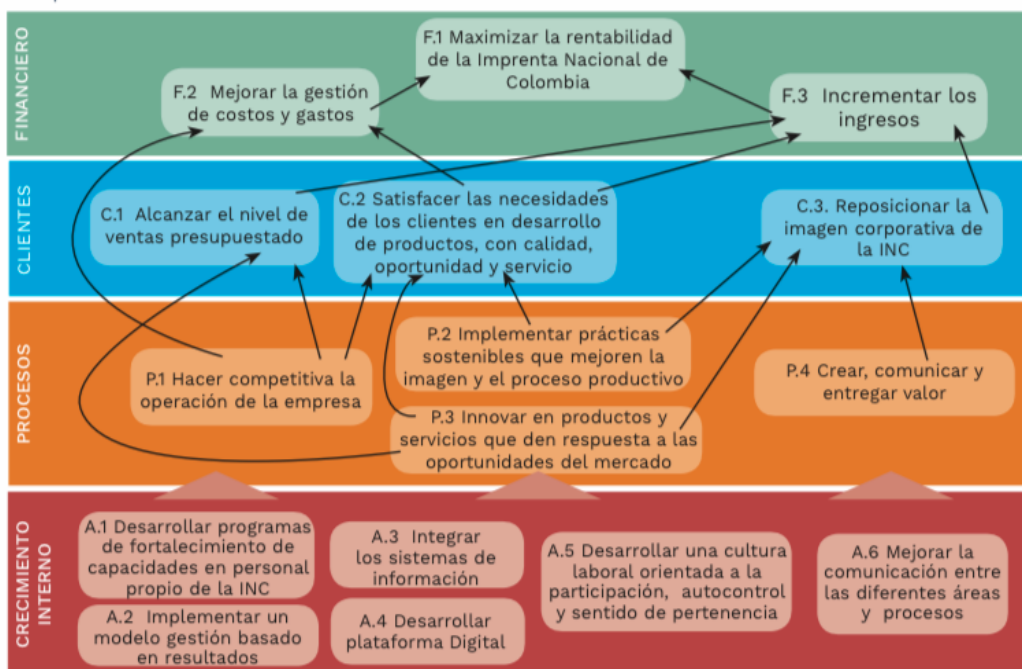 FINANCIERO
F.1 Maximizar la rentabilidad
de la Imprenta Nacional de
Colombia
F.2 Mejorar la gestión
de costos y gastos
F.3 Incrementar los
ingresos
CLIENTES
C.1 Alcanzar el nivel de
ventas presupuestado
C.2 Satisfacer las necesidades
de los clientes en desarrollo
de productos, con calidad,
oportunidad y servicio
C.3. Reposicionar la
imagen corporativa de
la INC
PROCESOS
P.1 Hacer competitiva la
operación de la empresa
P.2 Implementar prácticas
sostenibles que mejoren la
imagen y el proceso productivo
P.3 Innovar en productos y
servicios que den respuesta a las
oportunidades del mercado
P.4 Crear, comunicar y
entregar valor
CRECIMIENTO
INTERNO
A.1 Desarrollar programas
de fortalecimiento de
capacidades en personal
propio de la INC
A.2 Implementar un
modelo gestión basado
en resultados
A.3 Integrar
los sistemas de
información
A.4 Desarrollar
plataforma Digital
A.5 Desarrollar una cultura
laboral orientada a la
participación, autocontrol
y sentido de pertenencia
A.6 Mejorar la
comunicación entre
las diferentes áreas
y procesos